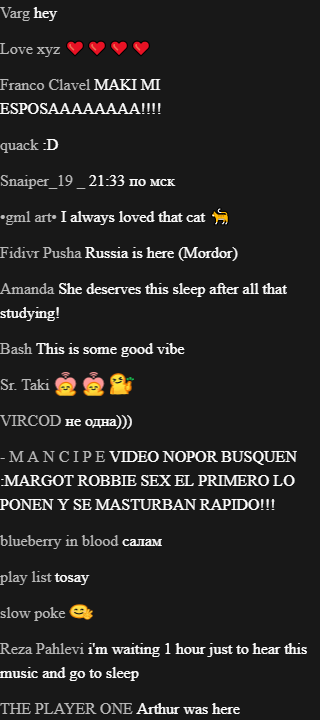 Varg hey
Love xyz ❤️❤️❤️❤️
Franco Clavel MAKI MI
ESPOSAAAAAAAA!!!!
quack :D
Snaiper_19 _ 21:33 по мск
•gml art• I always loved that cat 🐈
Fidivr Pusha Russia is here (Mordor)
Amanda She deserves this sleep after all that
studying!
Bash This is some good vibe
Sr. Taki
VIRCOD не одна)))
- M A N C I P E VIDEO NOPOR BUSQUEN
:MARGOT ROBBIE SEX EL PRIMERO LO
PONEN Y SE MASTURBAN RAPIDO!!!
blueberry in blood салам
play list tosay
slow poke
Reza Pahlevi i'm waiting 1 hour just to hear this
music and go to sleep
THE PLAYER ONE Arthur was here